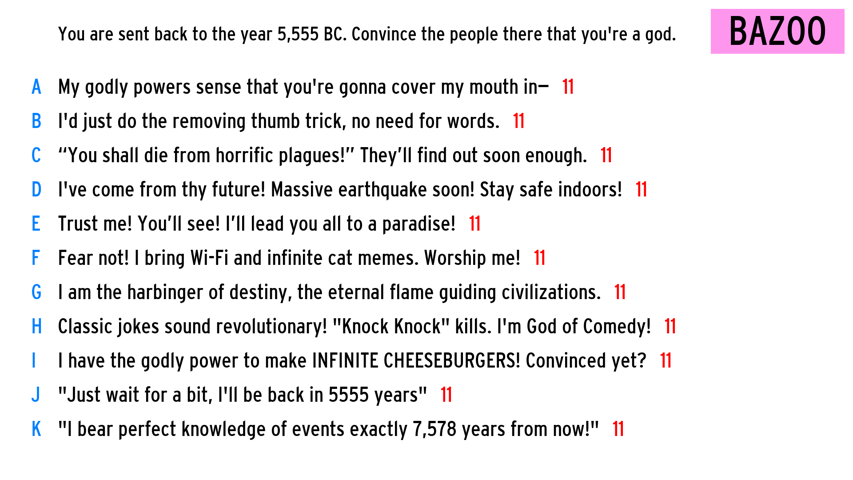 You are sent back to the year 5,555 BC. Convince the people there that you're a god.
BAZOO
A My godly powers sense that you're gonna cover my mouth in— 11
B I'd just do the removing thumb trick, no need for words. 11
C “You shall die from horrific plagues!” They’ll find out soon enough. 11
D I've come from thy future! Massive earthquake soon! Stay safe indoors! 11
E Trust me! You’ll see! I’ll lead you all to a paradise! 11
F Fear not! I bring Wi-Fi and infinite cat memes. Worship me! 11
G I am the harbinger of destiny, the eternal flame guiding civilizations. 11
H Classic jokes sound revolutionary! "Knock Knock" kills. I'm God of Comedy! 11
I I have the godly power to make INFINITE CHEESEBURGERS! Convinced yet? 11
J "Just wait for a bit, I'll be back in 5555 years" 11
K "I bear perfect knowledge of events exactly 7,578 years from now!" 11